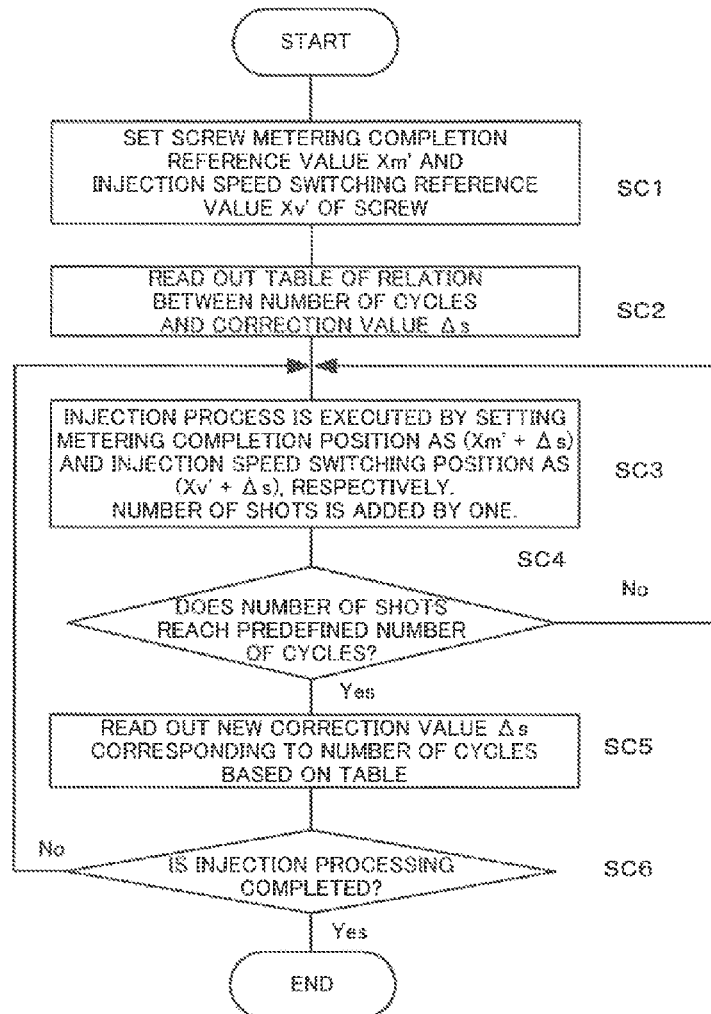 START
SET SCREW METERING COMPLETION
REFERENCE VALUE Xm' AND
INJECTION SPEED SWITCHING REFERENCE
VALUE Xv' OF SCREW
SC1
READ OUT TABLE OF RELATION
BETWEEN NUMBER OF CYCLES
AND CORRECTION VALUE Δs
SC2
INJECTION PROCESS IS EXECUTED BY SETTING
METERING COMPLETION POSITION AS (Xm' + Δs)
AND INJECTION SPEED SWITCHING POSITION AS
(Xv' + Δs), RESPECTIVELY.
NUMBER OF SHOTS IS ADDED BY ONE.
SC3
SC4
DOES NUMBER OF SHOTS
REACH PREDEFINED NUMBER
OF CYCLES?
No
Yes
READ OUT NEW CORRECTION VALUE Δs
CORRESPONDING TO NUMBER OF CYCLES
BASED ON TABLE
SC5
No
IS INJECTION PROCESSING
COMPLETED?
SC6
Yes
END